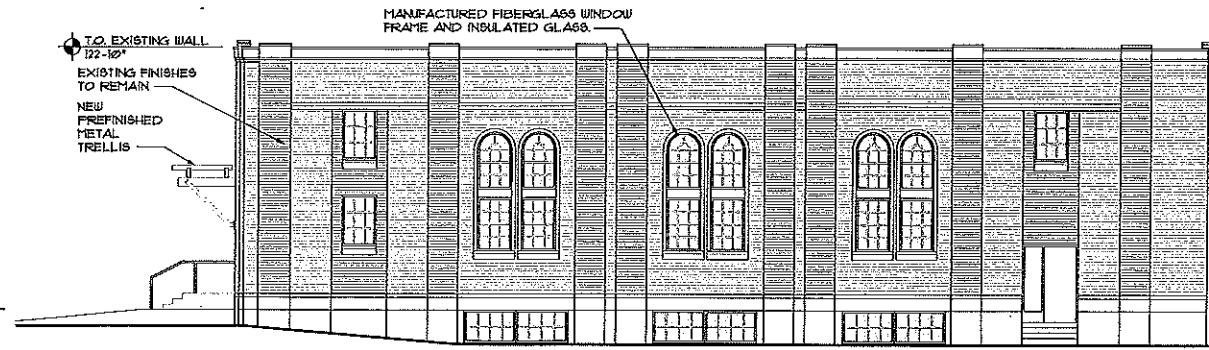 MANUFACTURED FIBERGLASS WINDOW
FRAME AND INSULATED GLASS.
T.O. EXISTING WALL
122'-10"
EXISTING FINISHES
TO REMAIN
NEW
PREFINISHED
METAL
TRELLIS